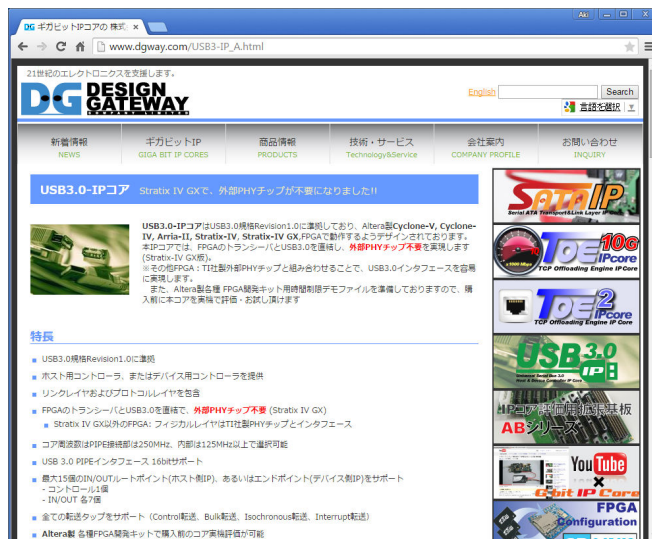 Aki
DG ギガビットIPコアの 株式
www.dgway.com/USB3-IP_A.html
21世紀のエレクトロニクスを支援します。
DG DESIGN GATEWAY
COMPANY LIMITED
English
Search
言語を選択
新着情報 ギガビットIP 商品情報 技術・サービス 会社案内 お問い合わせ
NEWS GIGA BIT IP CORES PRODUCTS Technology&Service COMPANY PROFILE INQUIRY
USB3.0-IPコア Stratix IV GXで、外部PHYチップが不要になりました!!
USB3.0-IPコアはUSB3.0規格Revision1.0に準拠しており、Altera製Cyclone-V, Cyclone-
IV, Arria-II, Stratix-IV, Stratix-IV GX,FPGAで動作するようデザインされております。
本IPコアでは、FPGAのトランシーバとUSB3.0を直結し、外部PHYチップ不要を実現します
(Stratix-IV GX版)。
※その他FPGA：TI社製外部PHYチップと組み合わせることで、USB3.0インタフェースを容易
に実現します。
また、Altera製各種 FPGA開発キット用時間制限デモファイルを準備しておりますので、購
入前に本コアを実機で評価・お試し頂けます
特長
USB3.0規格Revision1.0に準拠
ホスト用コントローラ、またはデバイス用コントローラを提供
リンクレイヤおよびプロトコルレイヤを包含
FPGAのトランシーバとUSB3.0を直結で、外部PHYチップ不要 (Stratix IV GX)
Stratix IV GX以外のFPGA：フィジカルレイヤはTI社製PHYチップとインタフェース
コア周波数はPIPE接続部は250MHz、内部は125MHz以上で選択可能
USB 3.0 PIPEインタフェース 16bitサポート
最大15個のIN/OUTルートポイント(ホスト側IP)、あるいはエンドポイント(デバイス側IP)をサポート
- コントロール1個
- IN/OUT 各7個
全ての転送タップをサポート（Control転送、Bulk転送、Isochronous転送、Interrupt転送）
Altera製 各種FPGA開発キットで購入前のコア実機評価が可能
SATA IP
Serial ATA Transport&Link Layer IP Core
TOE10G IPcore
TCP Offloading Engine IP Core
TOE2 IPcore
TCP Offloading Engine IP Core
USB 3.0 IP
IPコア評価用拡張基板
ABシリーズ
YouTube
×
G-bit IP Core
FPGA
Configuration